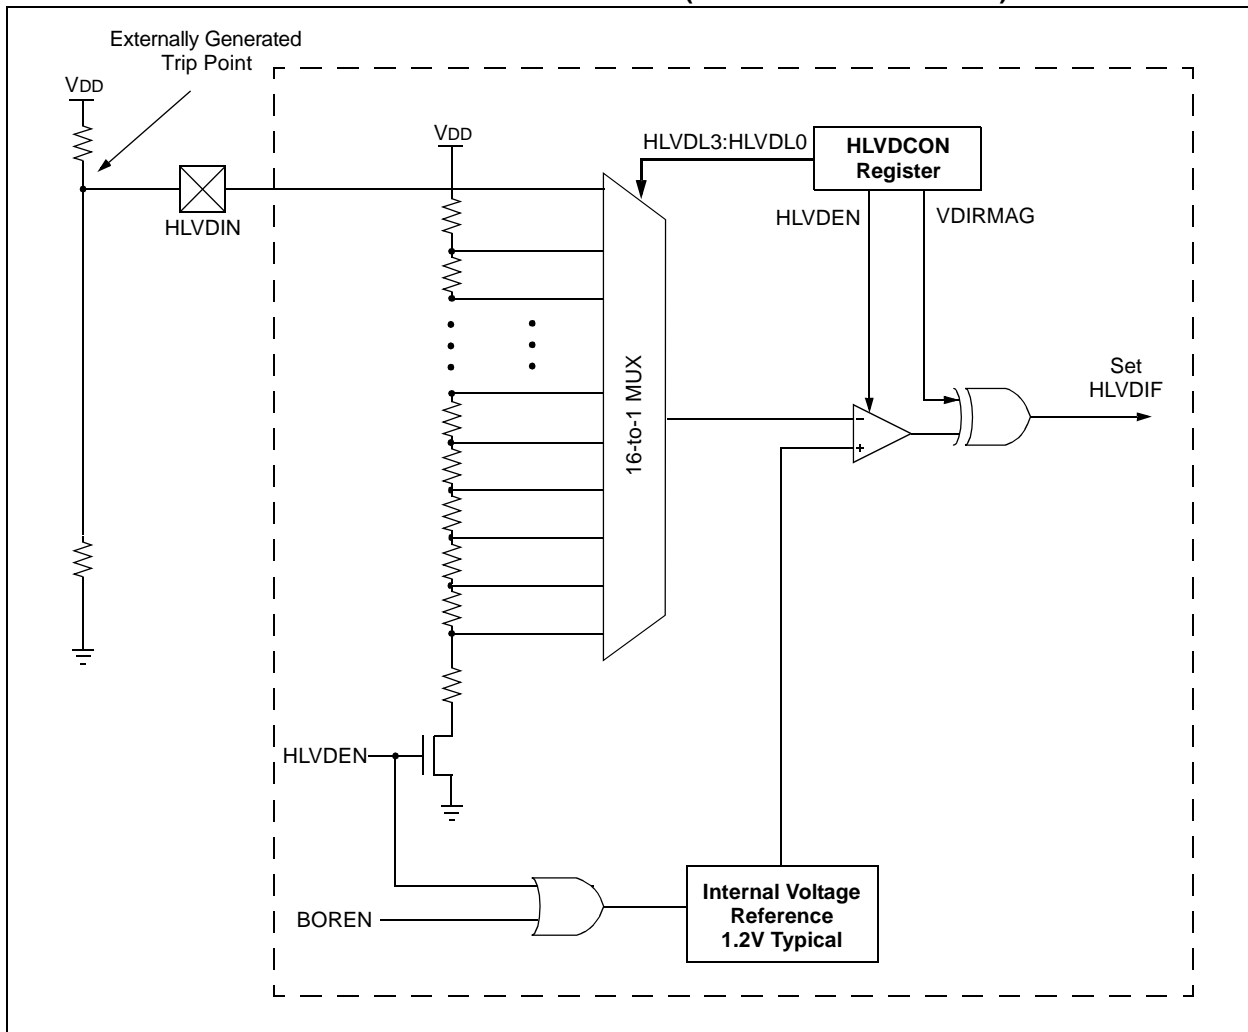 Externally Generated
Trip Point
VDD
VDD
HLVDIN
HLVDL3:HLVDL0
HLVDCON
Register
HLVDEN
VDIRMAG
16-to-1 MUX
–
+
Set
HLVDIF
HLVDEN
BOREN
Internal Voltage
Reference
1.2V Typical